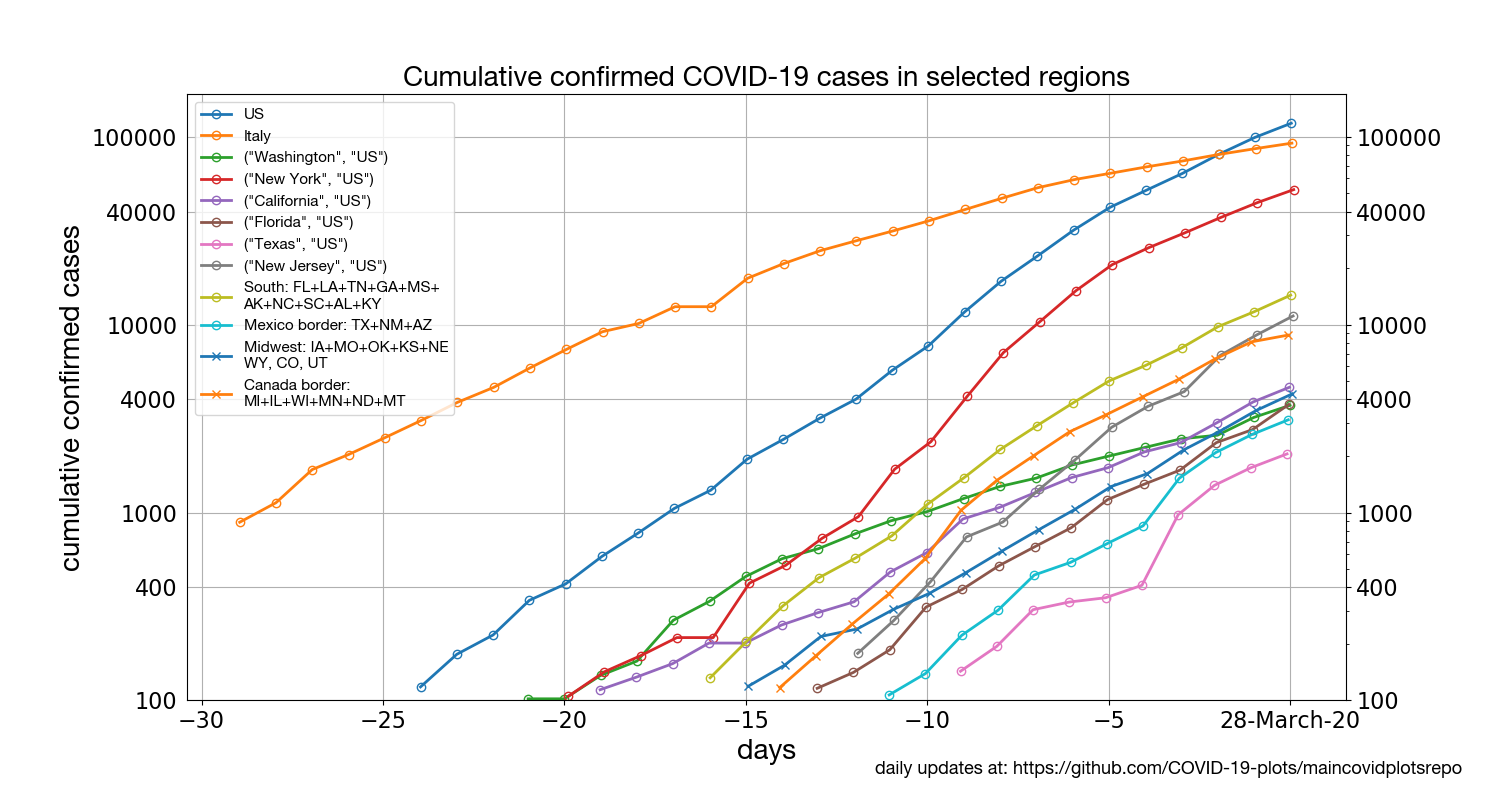 Cumulative confirmed COVID-19 cases in selected regions
US
Italy
("Washington", "US")
("New York", "US")
("California", "US")
("Florida", "US")
("Texas", "US")
("New Jersey", "US")
South: FL+LA+TN+GA+MS+
AK+NC+SC+AL+KY
Mexico border: TX+NM+AZ
Midwest: IA+MO+OK+KS+NE
WY, CO, UT
Canada border:
MI+IL+WI+MN+ND+MT
cumulative confirmed cases
100000
40000
10000
4000
1000
400
100
100000
40000
10000
4000
1000
400
100
−30 −25 −20 −15 −10 −5 28-March-20
days
daily updates at: https://github.com/COVID-19-plots/maincovidplotsrepo